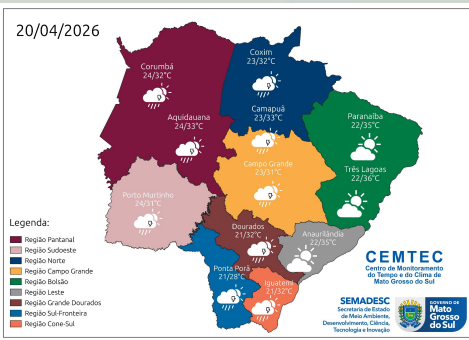 20/04/2026
Coxim
23/32°C
Corumbá
24/32°C
Camapuã
23/33°C
Aquidauana
24/33°C
Paranaíba
22/35°C
Campo Grande
23/31°C
Três Lagoas
22/36°C
Porto Murtinho
24/31°C
Dourados
21/32°C
Anaurilândia
22/35°C
Ponta Porã
21/28°C
Iguatemi
21/32°C
Legenda:
Região Pantanal
Região Sudoeste
Região Norte
Região Campo Grande
Região Bolsão
Região Leste
Região Grande Dourados
Região Sul-Fronteira
Região Cone-Sul
CEMTEC
Centro de Monitoramento
do Tempo e do Clima de
Mato Grosso do Sul
SEMADESC
Secretaria de Estado
de Meio Ambiente,
Desenvolvimento, Ciência,
Tecnologia e Inovação
GOVERNO DE
Mato
Grosso
do Sul